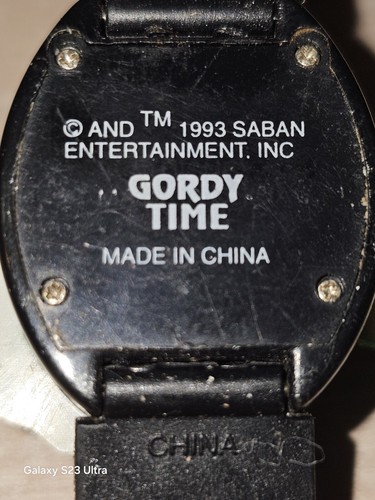 © AND TM 1993 SABAN
ENTERTAINMENT, INC
GORDY
TIME
MADE IN CHINA
CHINA
Galaxy S23 Ultra